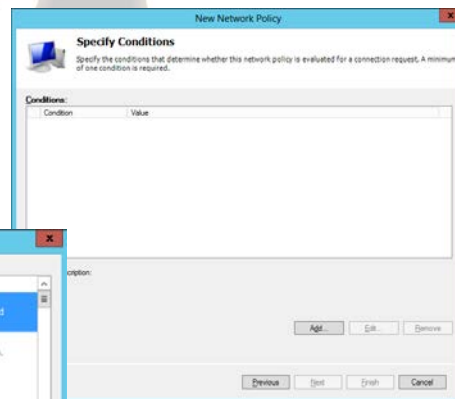 New Network Policy
x
Specify Conditions
Specify the conditions that determine whether this network policy is evaluated for a connection request. A minimum
of one condition is required.
Conditions:
Condition Value
x
cription:
d
Add... Edit... Remove
Previous Next Finish Cancel